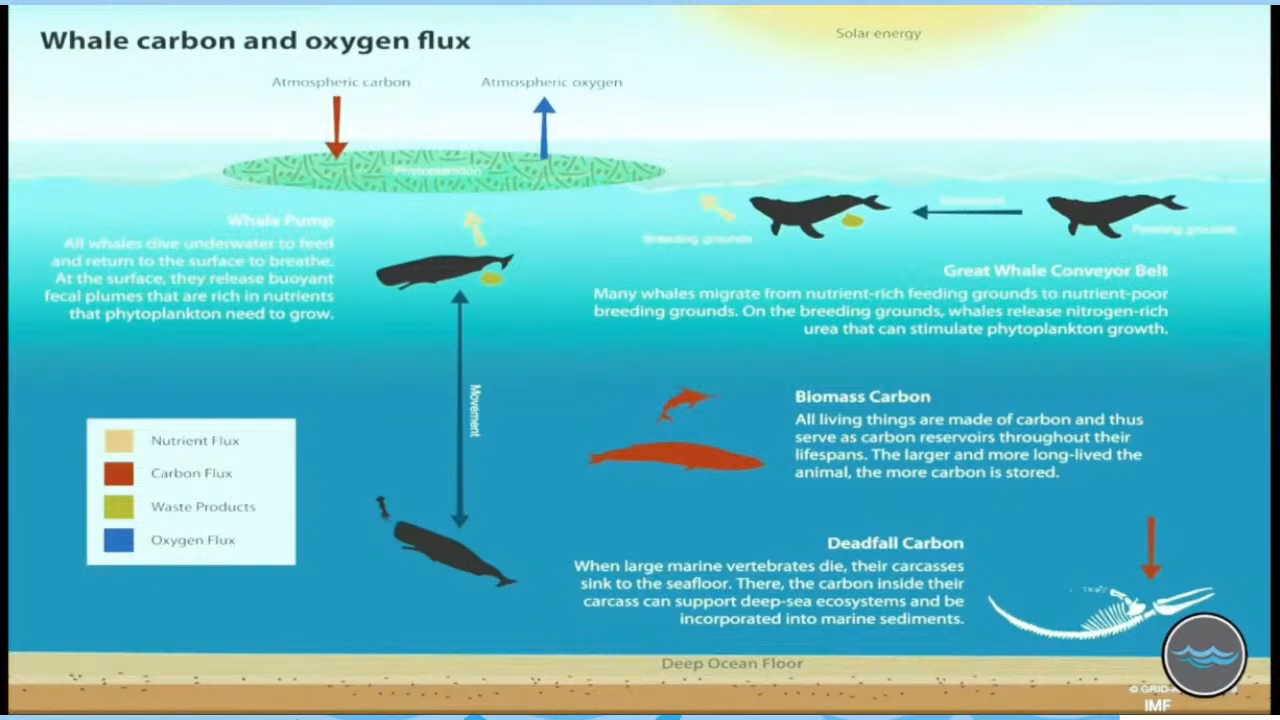 Whale carbon and oxygen flux
Solar energy
Atmospheric carbon
Atmospheric oxygen
Phytoplankton
Whale Pump
All whales dive underwater to feed
and return to the surface to breathe.
At the surface, they release buoyant
fecal plumes that are rich in nutrients
that phytoplankton need to grow.
Breeding grounds
Movement
Feeding grounds
Great Whale Conveyor Belt
Many whales migrate from nutrient-rich feeding grounds to nutrient-poor
breeding grounds. On the breeding grounds, whales release nitrogen-rich
urea that can stimulate phytoplankton growth.
Movement
Biomass Carbon
All living things are made of carbon and thus
serve as carbon reservoirs throughout their
lifespans. The larger and more long-lived the
animal, the more carbon is stored.
Nutrient Flux
Carbon Flux
Waste Products
Oxygen Flux
Deadfall Carbon
When large marine vertebrates die, their carcasses
sink to the seafloor. There, the carbon inside their
carcass can support deep-sea ecosystems and be
incorporated into marine sediments.
Deep Ocean Floor
© GRID-
IMF